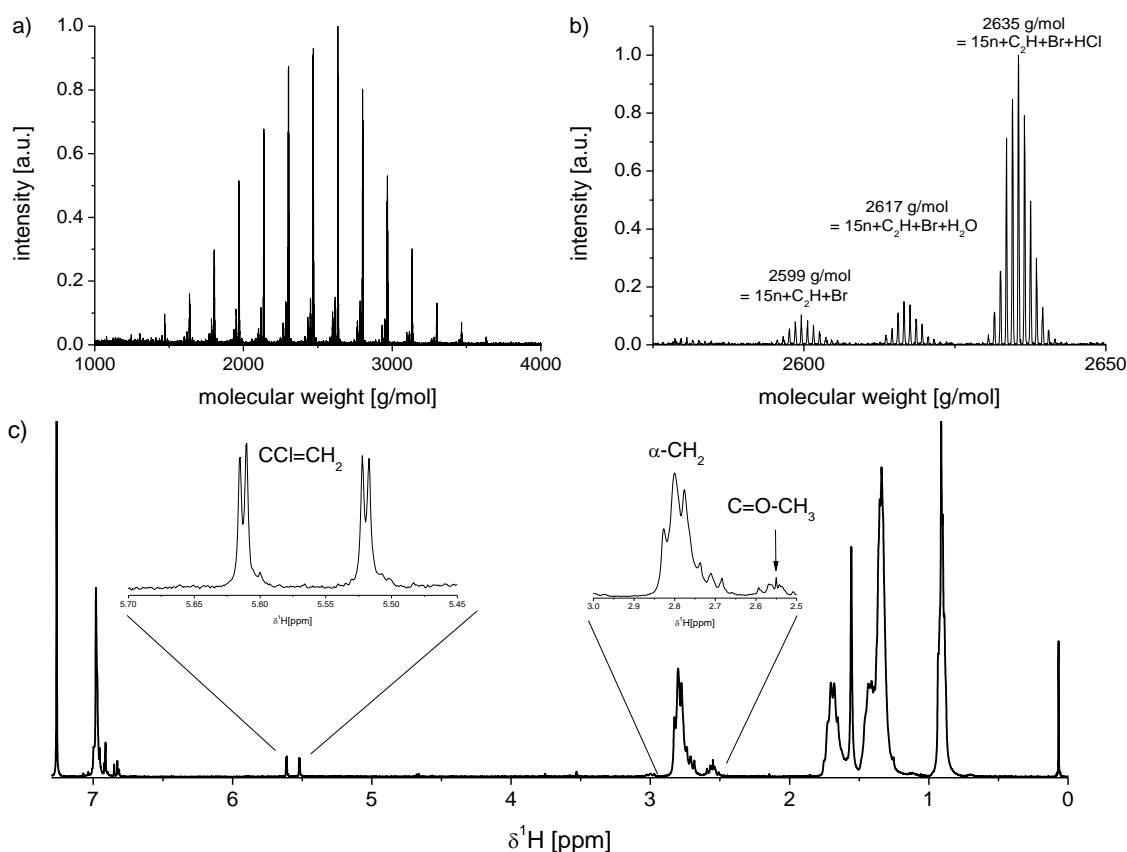 a)
1.0
0.8
0.6
0.4
0.2
0.0
intensity [a.u.]
1000 2000 3000 4000
molecular weight [g/mol]
b)
1.0
0.8
0.6
0.4
0.2
0.0
intensity [a.u.]
2635 g/mol
= 15n+C₂H+Br+HCl
2617 g/mol
= 15n+C₂H+Br+H₂O
2599 g/mol
= 15n+C₂H+Br
2600 2650
molecular weight [g/mol]
c)
CCl=CH₂
5.70 5.65 5.60 5.55 5.50 5.45
δ¹H[ppm]
α-CH₂
C=O-CH₃
3.0 2.9 2.8 2.7 2.6 2.5
δ¹H[ppm]
7 6 5 4 3 2 1 0
δ¹H [ppm]